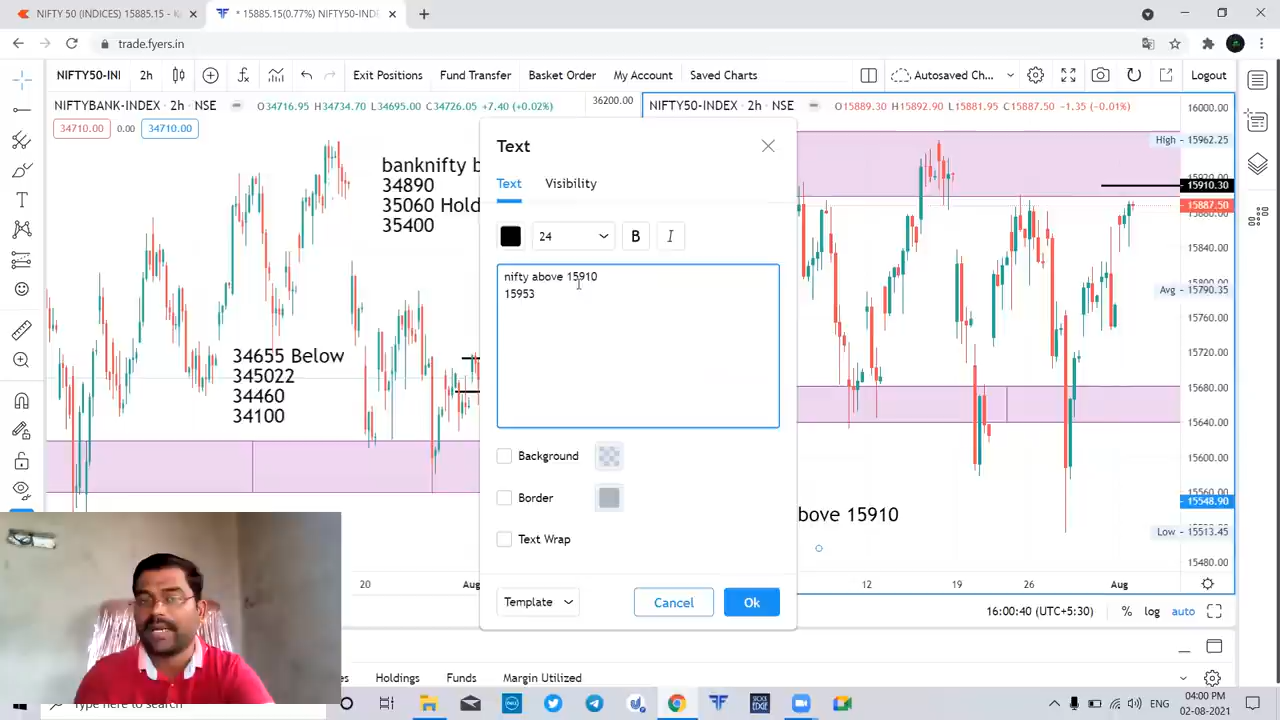 NIFTY 50 (INDICES) 15885.15 - K
* 15885.15(0.77%) NIFTY50-INDE
trade.fyers.in
NIFTY50-INI
2h
Exit Positions
Fund Transfer
Basket Order
My Account
Saved Charts
Autosaved Ch...
Logout
NIFTYBANK-INDEX · 2h · NSE
O34716.95 H34734.70 L34695.00 C34726.05 +7.40 (+0.02%)
36200.00
34710.00
0.00
34710.00
NIFTY50-INDEX · 2h · NSE
O15889.30 H15892.90 L15881.95 C15887.50 -1.35 (-0.01%)
16000.00
High
15962.25
15910.30
15887.50
15840.00
Avg
15790.35
15760.00
15720.00
15680.00
15640.00
15600.00
15548.90
Low
15513.45
15480.00
banknifty b
34890
35060 Hold
35400
34655 Below
345022
34460
34100
Text
Text
Visibility
24
B
I
nifty above 15910
15953
Background
Border
Text Wrap
Template
Cancel
Ok
bove 15910
20
Aug
12
19
26
Aug
16:00:40 (UTC+5:30)
%
log
auto
Holdings
Funds
Margin Utilized
Type here to search
DELL
STOCK EDGE
ENG
04:00 PM
02-08-2021